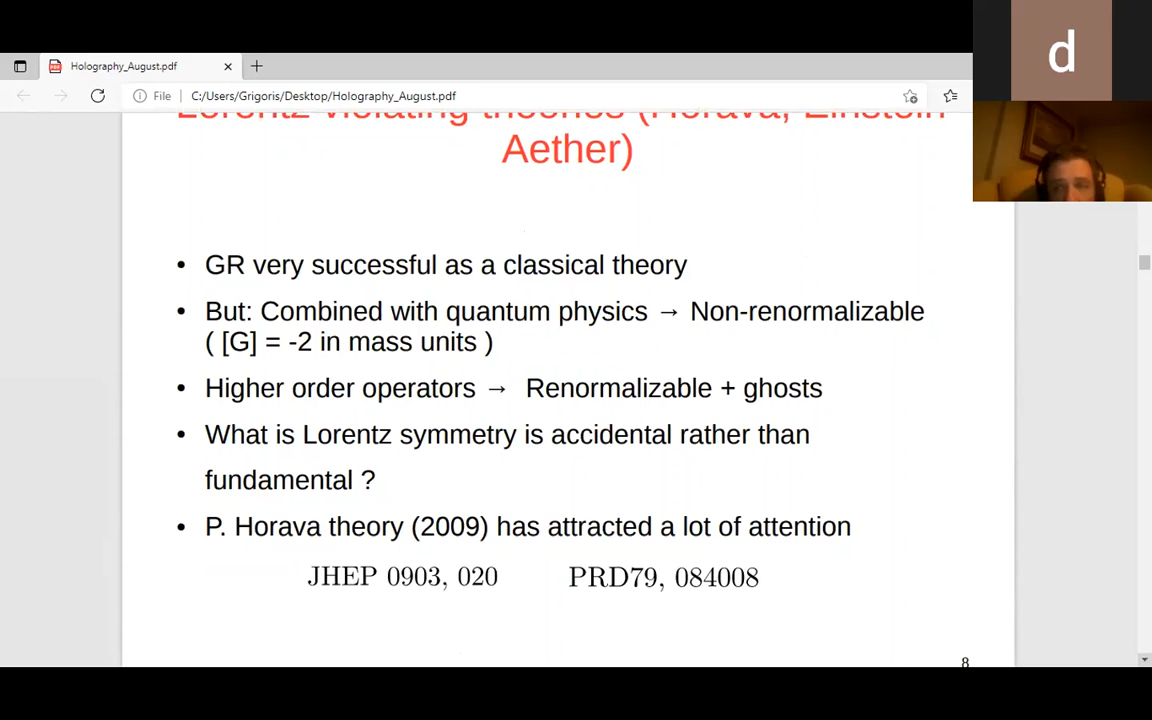 Holography_August.pdf
File
C:/Users/Grigoris/Desktop/Holography_August.pdf
d
Lorentz violating theories (Horava, Einstein
Aether)
• GR very successful as a classical theory
• But: Combined with quantum physics → Non-renormalizable
( [G] = -2 in mass units )
• Higher order operators → Renormalizable + ghosts
• What is Lorentz symmetry is accidental rather than
fundamental ?
• P. Horava theory (2009) has attracted a lot of attention
JHEP 0903, 020 PRD79, 084008
8